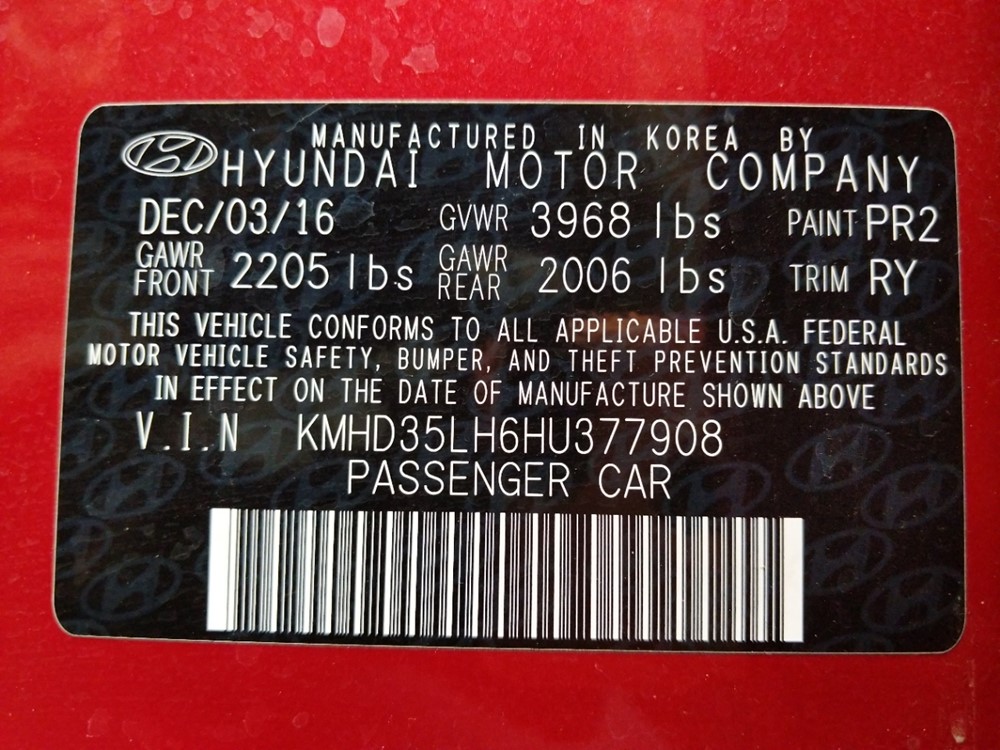 MANUFACTURED IN KOREA BY
HYUNDAI MOTOR COMPANY
DEC/03/16 GVWR 3968 lbs PAINT PR2
GAWR FRONT 2205 lbs GAWR REAR 2006 lbs TRIM RY
THIS VEHICLE CONFORMS TO ALL APPLICABLE U.S.A. FEDERAL
MOTOR VEHICLE SAFETY, BUMPER, AND THEFT PREVENTION STANDARDS
IN EFFECT ON THE DATE OF MANUFACTURE SHOWN ABOVE
V.I.N KMHD35LH6HU377908
PASSENGER CAR